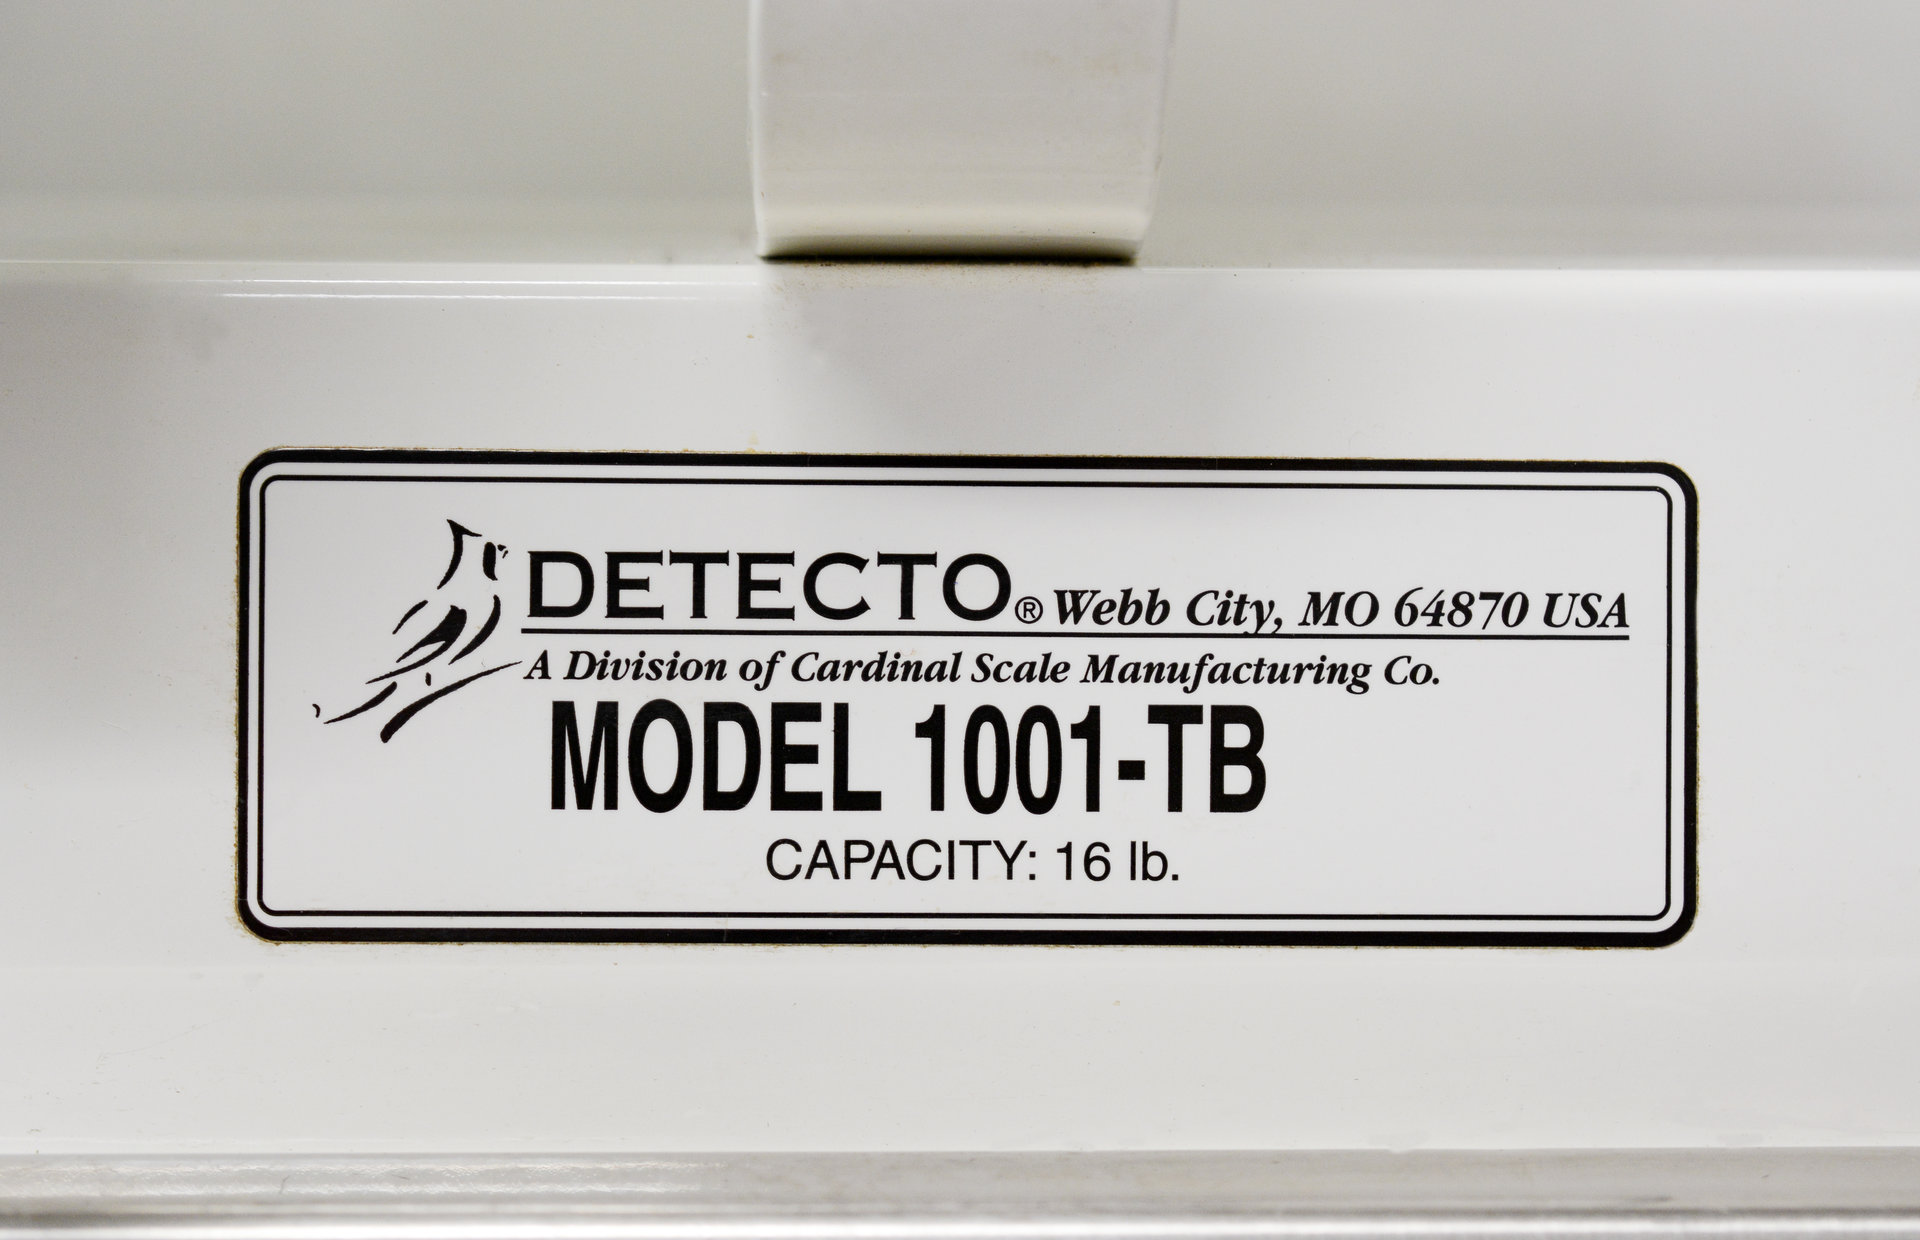 DETECTO® Webb City, MO 64870 USA
A Division of Cardinal Scale Manufacturing Co.
MODEL 1001-TB
CAPACITY: 16 lb.